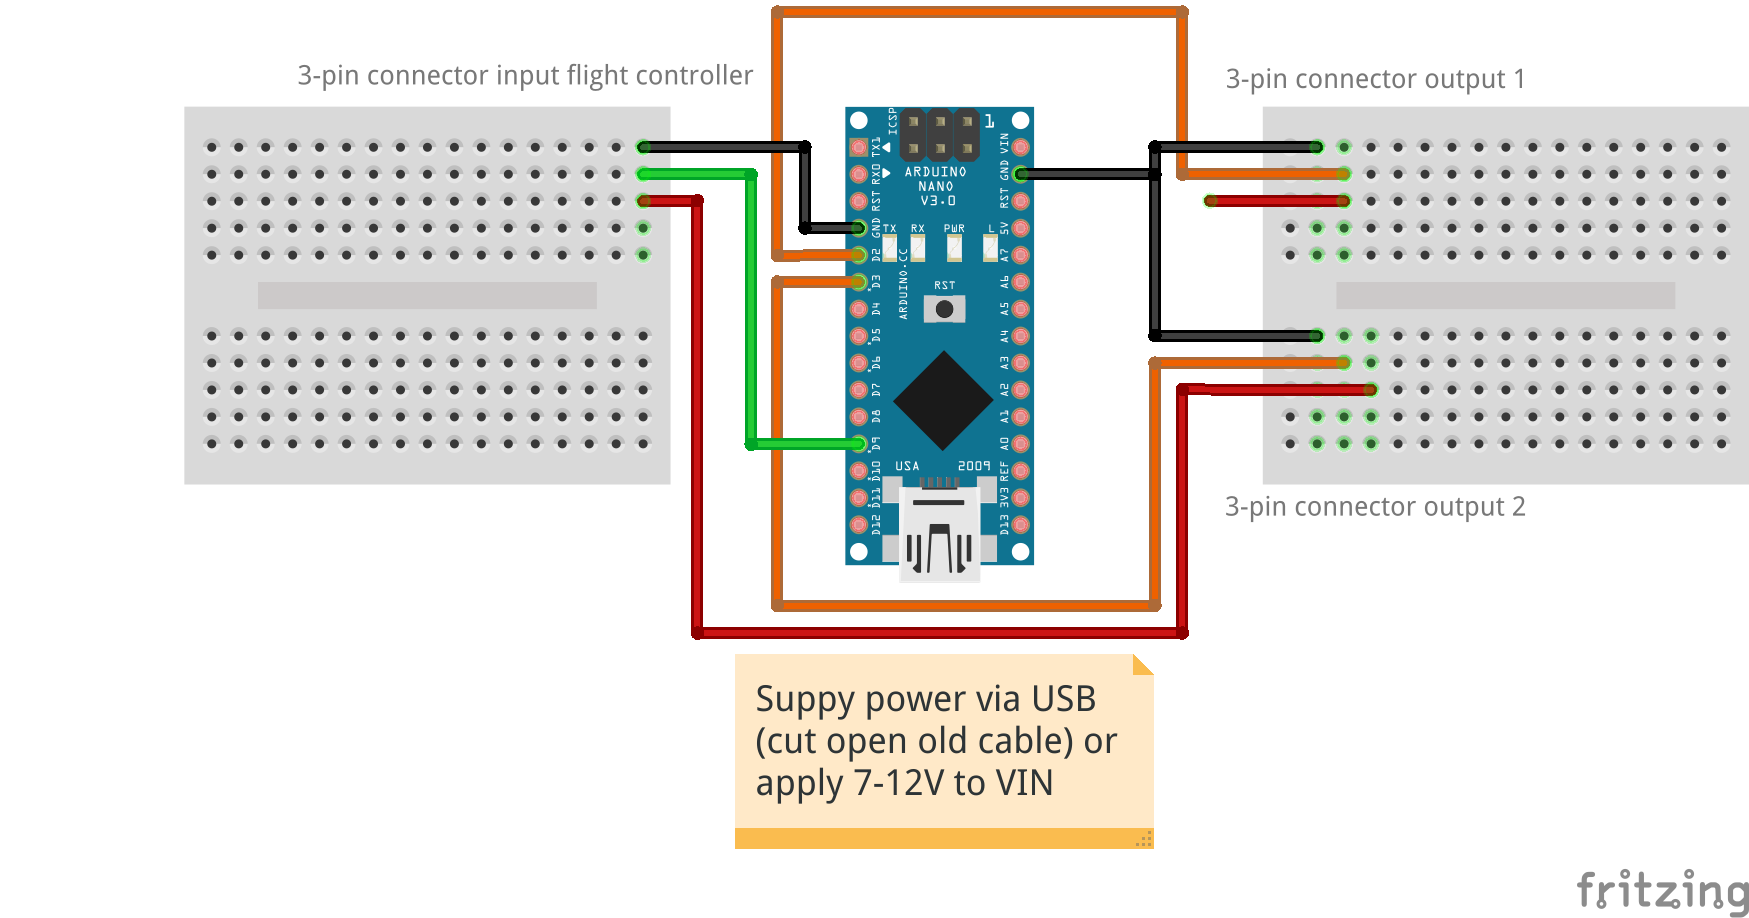 3-pin connector input flight controller
3-pin connector output 1
ICSP
1
TX1
RX0
RST
GND
D2
D3
D4
D5
D6
D7
D8
D9
D10
D11
D12
VIN
GND
RST
5V
A7
A6
A5
A4
A3
A2
A1
A0
REF
3V3
D13
ARDUINO
NANO
V3.0
TX RX PWR L
ARDUINO.CC
RST
USA 2009
3-pin connector output 2
Suppy power via USB
(cut open old cable) or
apply 7-12V to VIN
fritzing